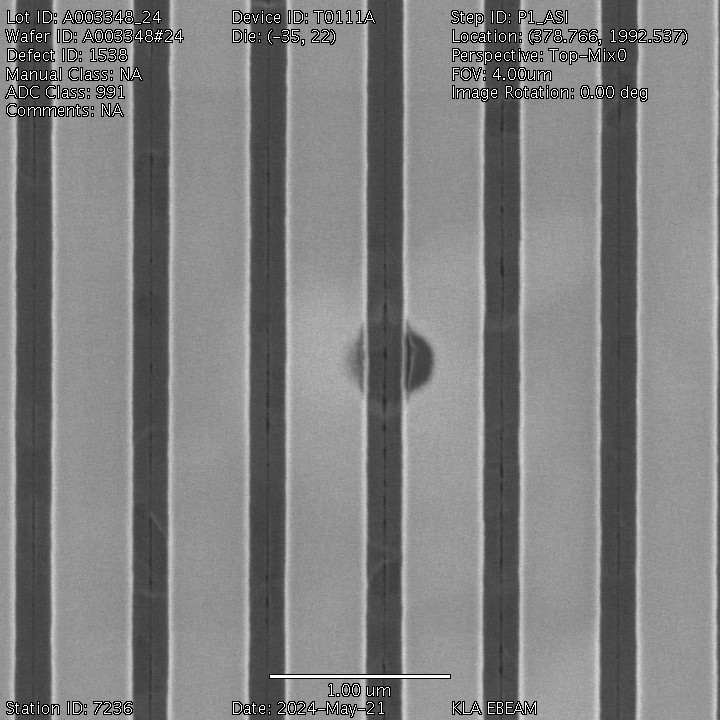 Lot ID: A003348_24
Wafer ID: A003348#24
Defect ID: 1538
Manual Class: NA
ADC Class: 991
Comments: NA
Device ID: T0111A
Die: (-35, 22)
Step ID: P1_ASI
Location: (378.766, 1992.537)
Perspective: Top-Mix0
FOV: 4.00um
Image Rotation: 0.00 deg
1.00 um
Station ID: 7236
Date: 2024-May-21
KLA EBEAM